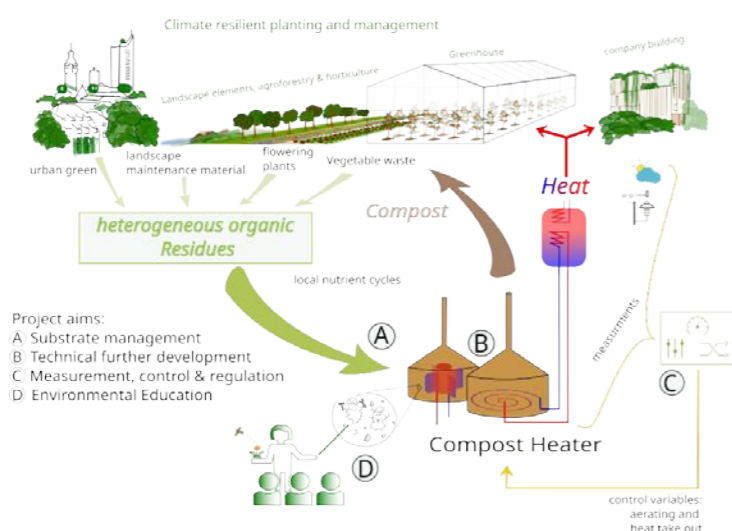 Climate resilient planting and management
Greenhouse
company building
Landscape elements, agroforestry & horticulture
urban green
landscape
maintenance material
flowering
plants
Vegetable waste
Heat
Compost
heterogeneous organic
Residues
local nutrient cycles
measurments
Project aims:
A Substrate management
B Technical further development
C Measurement, control & regulation
D Environmental Education
A
B
C
D
Compost Heater
control variables:
aerating and
heat take out